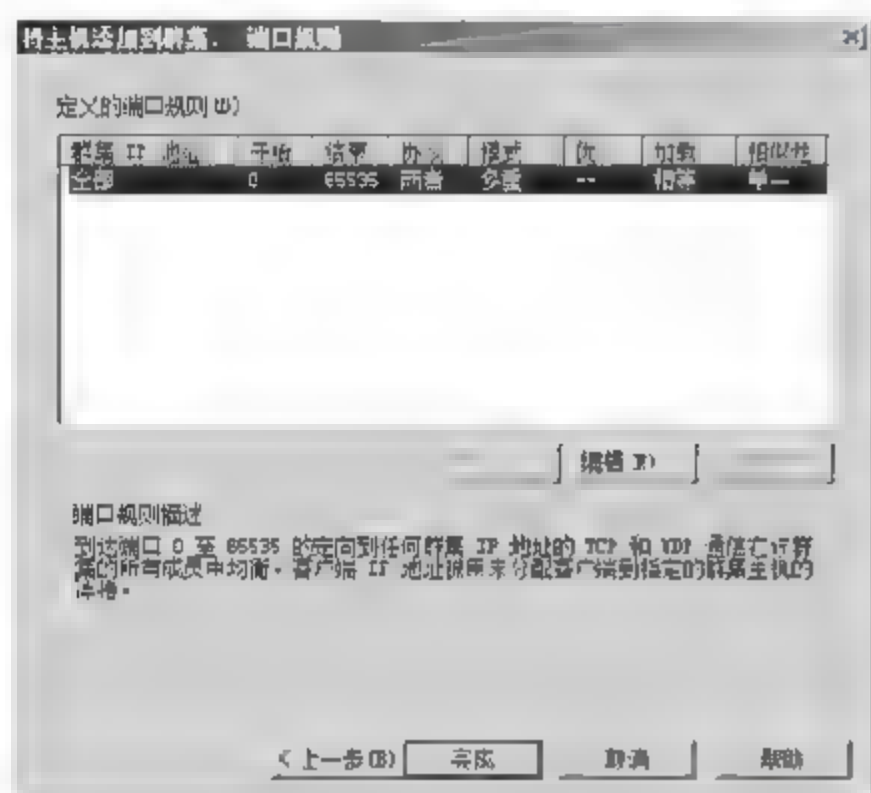 将主机添加到群集: 端口规则
定义的端口规则(D)
群集 IP 地址 开始 结束 协 模式 优 加载 相似性
全部 0 65535 两者 多重 -- 相等 单一
编辑(E)
端口规则描述
到达端口 0 至 65535 的定向到任何群集 IP 地址的 TCP 和 UDP 通信在计群
集的所有成员中均衡。客户端 IP 地址被用来分配客户端到指定的群集主机的
连接。
< 上一步(B) 完成 取消 帮助